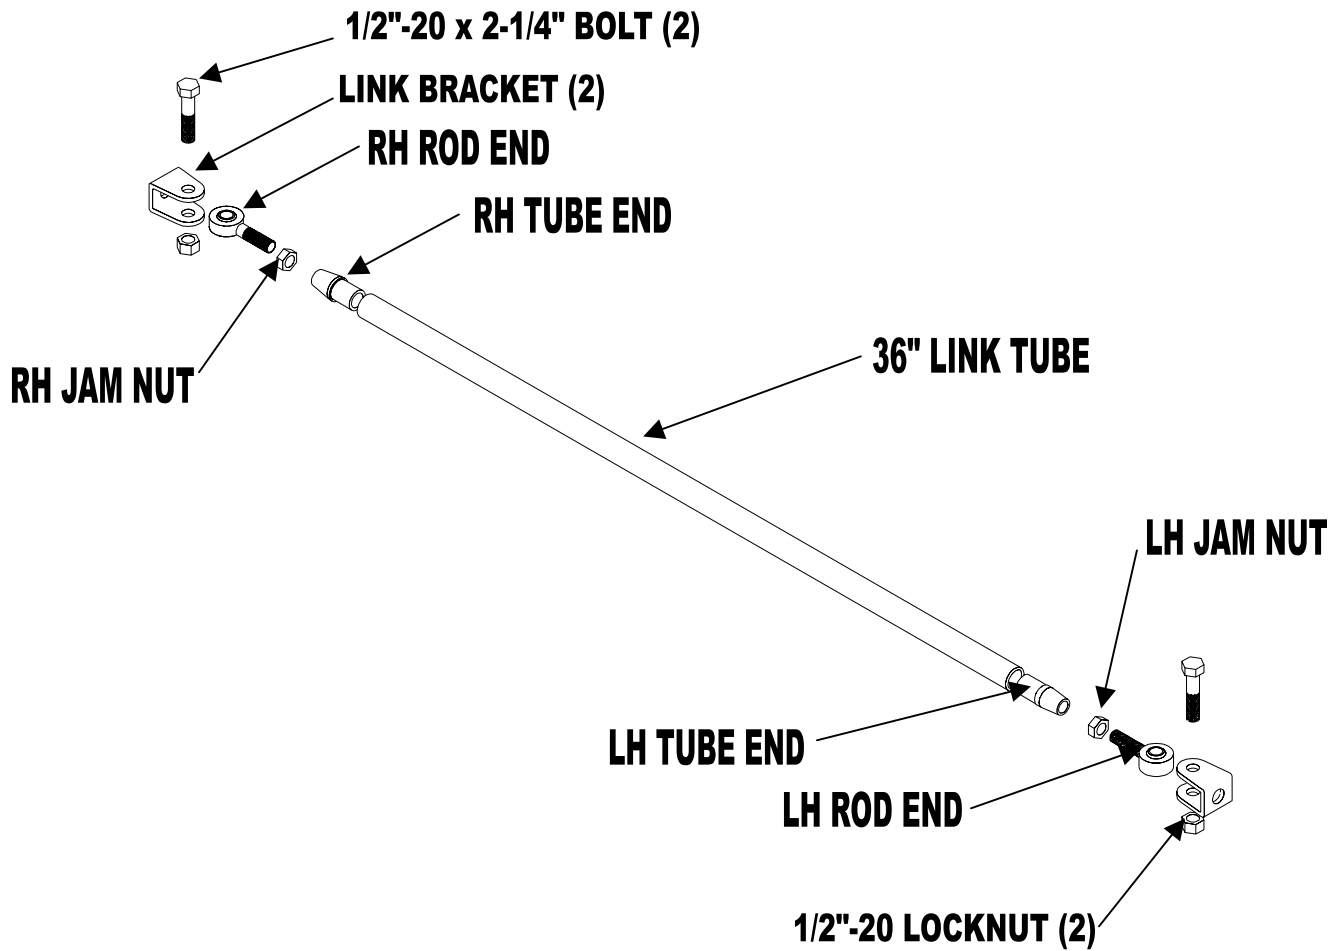 1/2"-20 x 2-1/4" BOLT (2)
LINK BRACKET (2)
RH ROD END
RH TUBE END
36" LINK TUBE
RH JAM NUT
LH JAM NUT
LH TUBE END
LH ROD END
1/2"-20 LOCKNUT (2)